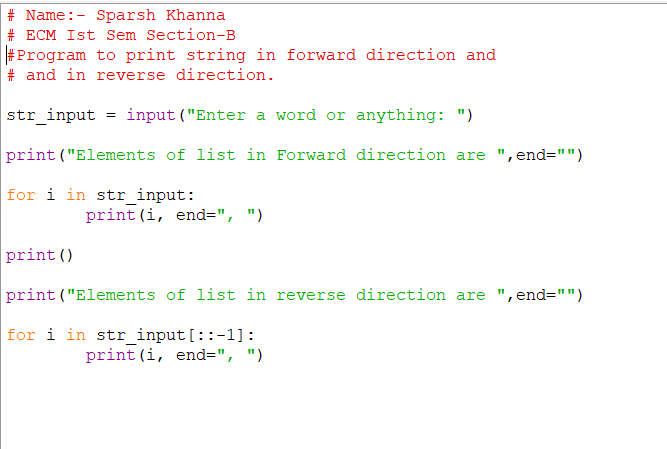 # Name:- Sparsh Khanna
# ECM Ist Sem Section-B
#Program to print string in forward direction and
# and in reverse direction.
str_input = input("Enter a word or anything: ")
print("Elements of list in Forward direction are ",end="")
for i in str_input:
        print(i, end=", ")
print()
print("Elements of list in reverse direction are ",end="")
for i in str_input[::-1]:
        print(i, end=", ")